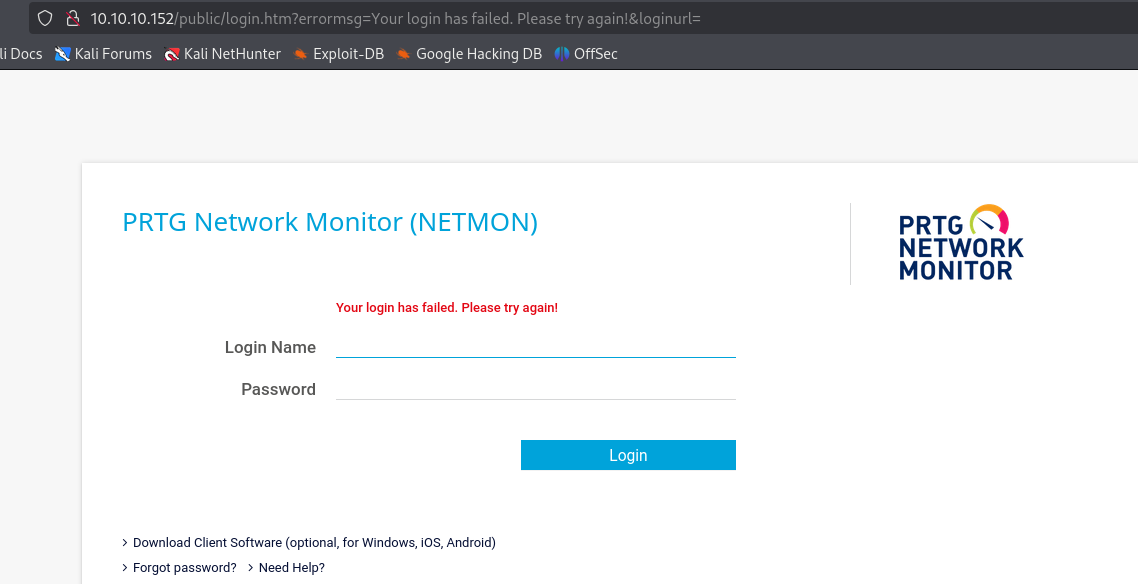 10.10.10.152/public/login.htm?errormsg=Your login has failed. Please try again!&loginurl=
li Docs Kali Forums Kali NetHunter Exploit-DB Google Hacking DB OffSec
PRTG Network Monitor (NETMON)
PRTG
NETWORK
MONITOR
Your login has failed. Please try again!
Login Name
Password
Login
> Download Client Software (optional, for Windows, iOS, Android)
> Forgot password? > Need Help?